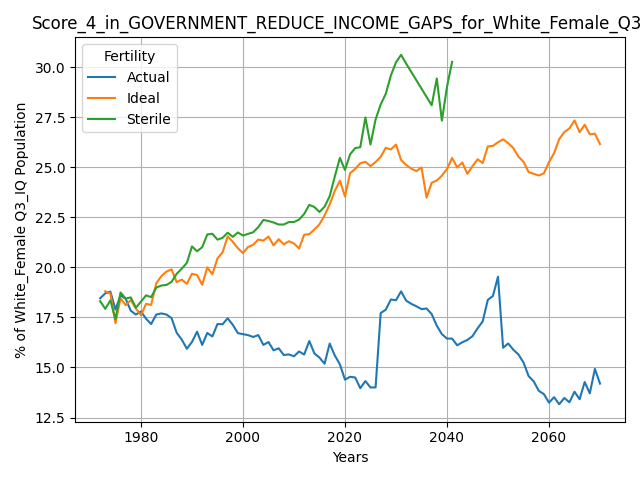 Score_4_in_GOVERNMENT_REDUCE_INCOME_GAPS_for_White_Female_Q3
Fertility
Actual
Ideal
Sterile
% of White_Female Q3_IQ Population
30.0
27.5
25.0
22.5
20.0
17.5
15.0
12.5
1980 2000 2020 2040 2060
Years